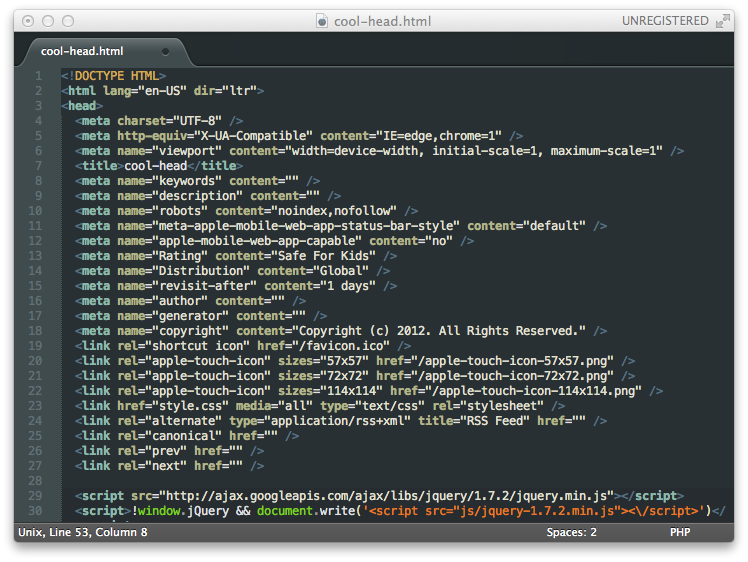 cool-head.html
UNREGISTERED
cool-head.html
1 <!DOCTYPE HTML>
2 <html lang="en-US" dir="ltr">
3 <head>
4 <meta charset="UTF-8" />
5 <meta http-equiv="X-UA-Compatible" content="IE=edge,chrome=1" />
6 <meta name="viewport" content="width=device-width, initial-scale=1, maximum-scale=1" />
7 <title>cool-head</title>
8 <meta name="keywords" content="" />
9 <meta name="description" content="" />
10 <meta name="robots" content="noindex,nofollow" />
11 <meta name="meta-apple-mobile-web-app-status-bar-style" content="default" />
12 <meta name="apple-mobile-web-app-capable" content="no" />
13 <meta name="Rating" content="Safe For Kids" />
14 <meta name="Distribution" content="Global" />
15 <meta name="revisit-after" content="1 days" />
16 <meta name="author" content="" />
17 <meta name="generator" content="" />
18 <meta name="copyright" content="Copyright (c) 2012. All Rights Reserved." />
19 <link rel="shortcut icon" href="/favicon.ico" />
20 <link rel="apple-touch-icon" sizes="57x57" href="/apple-touch-icon-57x57.png" />
21 <link rel="apple-touch-icon" sizes="72x72" href="/apple-touch-icon-72x72.png" />
22 <link rel="apple-touch-icon" sizes="114x114" href="/apple-touch-icon-114x114.png" />
23 <link href="style.css" media="all" type="text/css" rel="stylesheet" />
24 <link rel="alternate" type="application/rss+xml" title="RSS Feed" href="" />
25 <link rel="canonical" href="" />
26 <link rel="prev" href="" />
27 <link rel="next" href="" />
28
29 <script src="http://ajax.googleapis.com/ajax/libs/jquery/1.7.2/jquery.min.js"></script>
30 <script>!window.jQuery && document.write('<script src="js/jquery-1.7.2.min.js"><\/script>')</
Unix, Line 53, Column 8
Spaces: 2
PHP